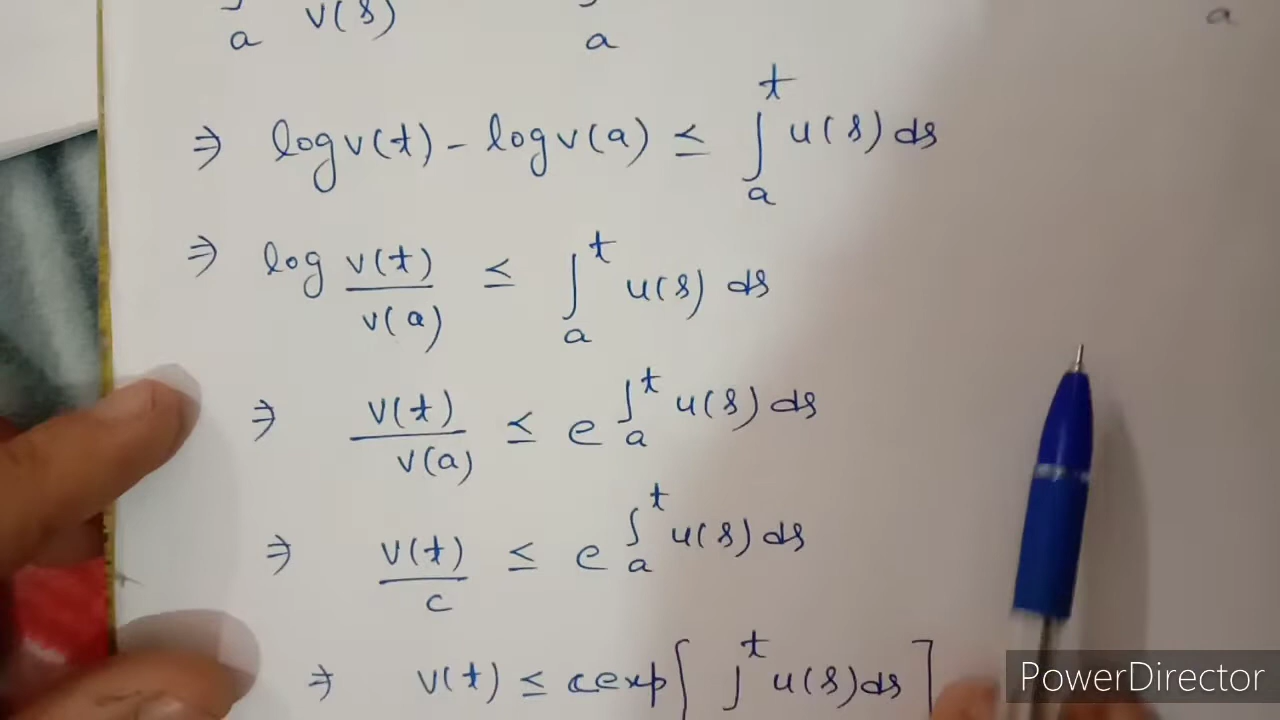 ∫ₐ v(s) ∫ₐ a
⇒ log v(t) - log v(a) ≤ ∫ₐᵗ u(s) ds
⇒ log v(t)/v(a) ≤ ∫ₐᵗ u(s) ds
⇒ v(t)/v(a) ≤ e^{∫ₐᵗ u(s) ds}
⇒ v(t)/c ≤ e^{∫ₐᵗ u(s) ds}
⇒ v(t) ≤ c exp[∫ᵗ u(s) ds]
PowerDirector